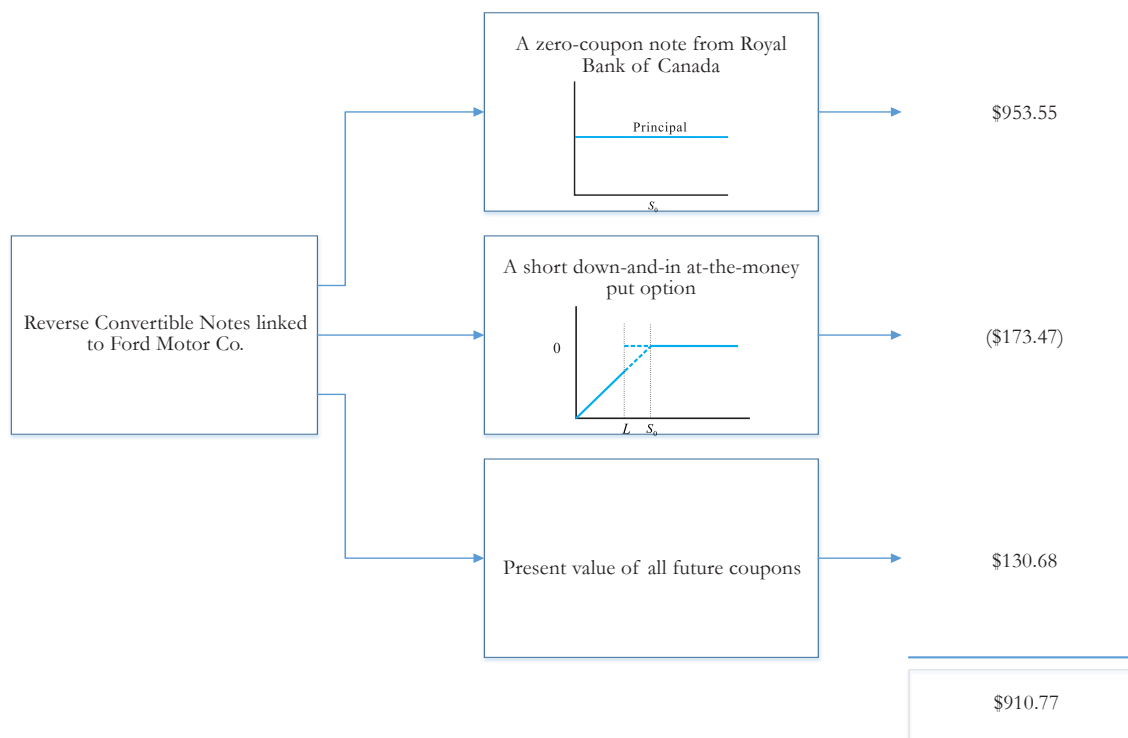 A zero-coupon note from Royal
Bank of Canada
Principal
S₀
$953.55
Reverse Convertible Notes linked
to Ford Motor Co.
A short down-and-in at-the-money
put option
0
L S₀
($173.47)
Present value of all future coupons
$130.68
$910.77